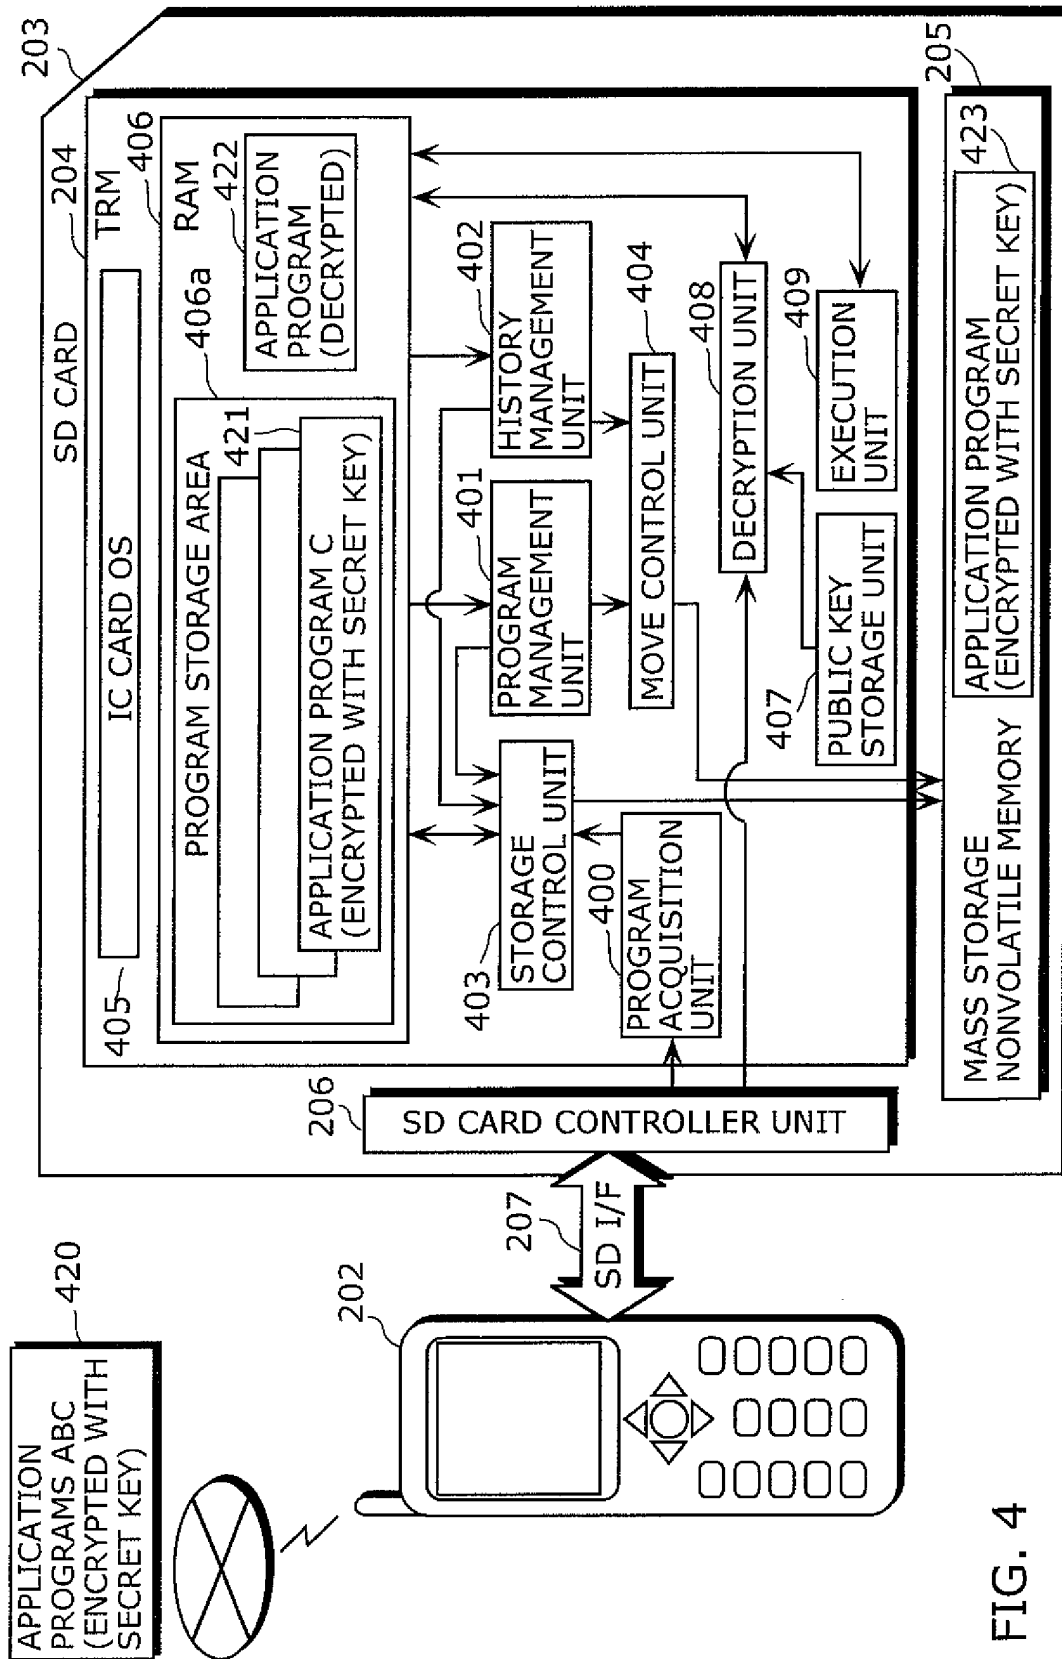 APPLICATION
PROGRAMS ABC
(ENCRYPTED WITH
SECRET KEY)
420
202
207
SD I/F
203
SD CARD
204
TRM
405
IC CARD OS
406
RAM
406a
PROGRAM STORAGE AREA
421
APPLICATION PROGRAM C
(ENCRYPTED WITH SECRET KEY)
422
APPLICATION
PROGRAM
(DECRYPTED)
206
SD CARD CONTROLLER UNIT
403
STORAGE
CONTROL UNIT
401
PROGRAM
MANAGEMENT
UNIT
402
HISTORY
MANAGEMENT
UNIT
400
PROGRAM
ACQUISITION
UNIT
404
MOVE CONTROL UNIT
408
DECRYPTION UNIT
407
PUBLIC KEY
STORAGE UNIT
409
EXECUTION
UNIT
205
MASS STORAGE
NONVOLATILE MEMORY
423
APPLICATION PROGRAM
(ENCRYPTED WITH SECRET KEY)
FIG. 4